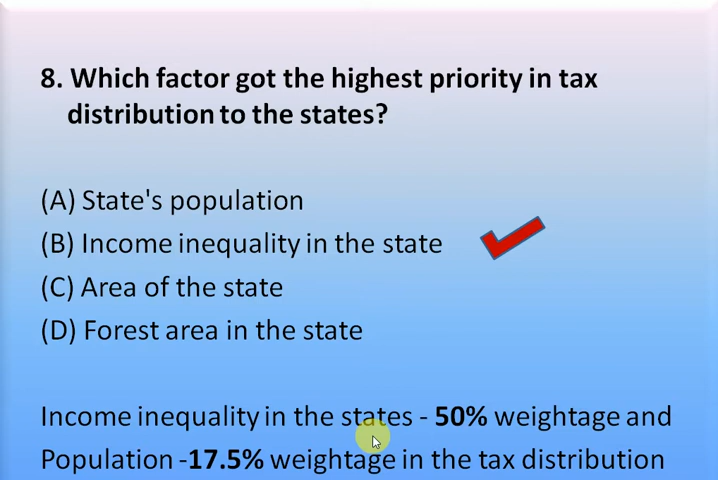 8. Which factor got the highest priority in tax
distribution to the states?
(A) State's population
(B) Income inequality in the state
(C) Area of the state
(D) Forest area in the state
Income inequality in the states - 50% weightage and
Population -17.5% weightage in the tax distribution